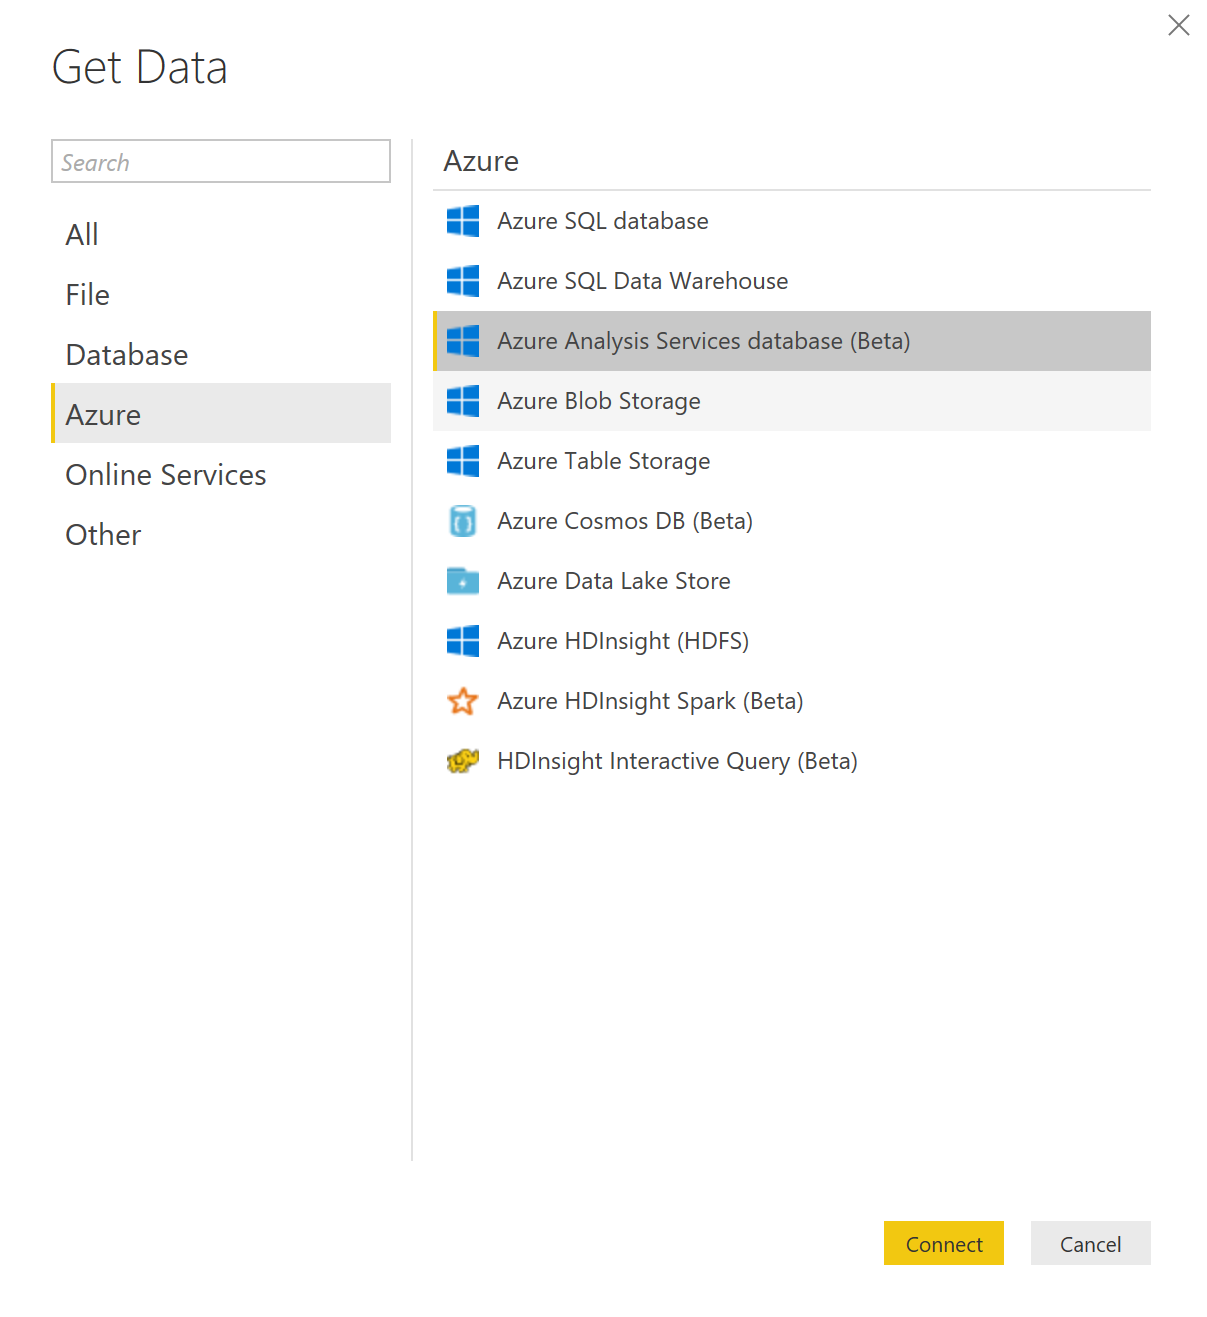 Get Data
Search
All
File
Database
Azure
Online Services
Other
Azure
Azure SQL database
Azure SQL Data Warehouse
Azure Analysis Services database (Beta)
Azure Blob Storage
Azure Table Storage
Azure Cosmos DB (Beta)
Azure Data Lake Store
Azure HDInsight (HDFS)
Azure HDInsight Spark (Beta)
HDInsight Interactive Query (Beta)
Connect
Cancel